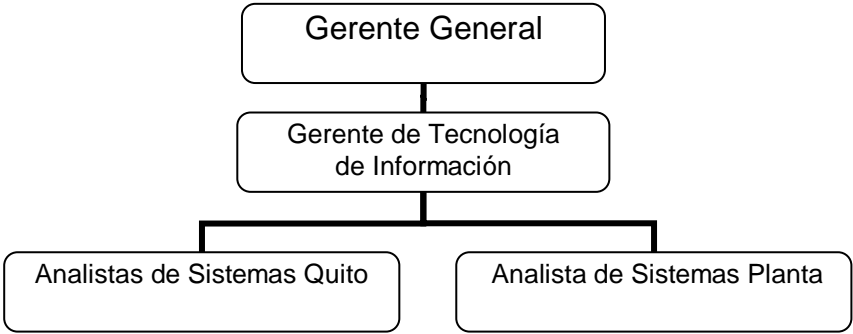 Gerente General
Gerente de Tecnología
de Información
Analistas de Sistemas Quito
Analista de Sistemas Planta